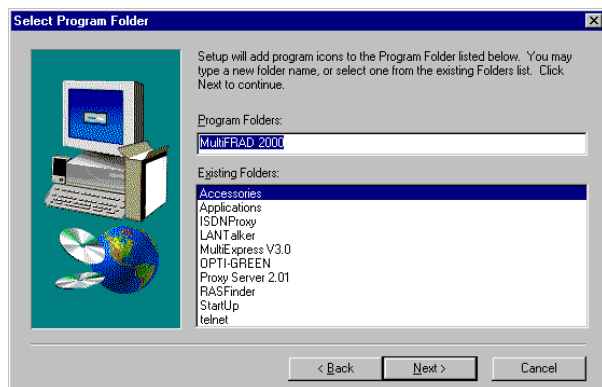 Select Program Folder
Setup will add program icons to the Program Folder listed below. You may
type a new folder name, or select one from the existing Folders list. Click
Next to continue.
Program Folders:
MultiFRAD 2000
Existing Folders:
Accessories
Applications
ISDNProxy
LANTalker
MultiExpress V3.0
OPTI-GREEN
Proxy Server 2.01
RASFinder
StartUp
telnet
< Back
Next >
Cancel